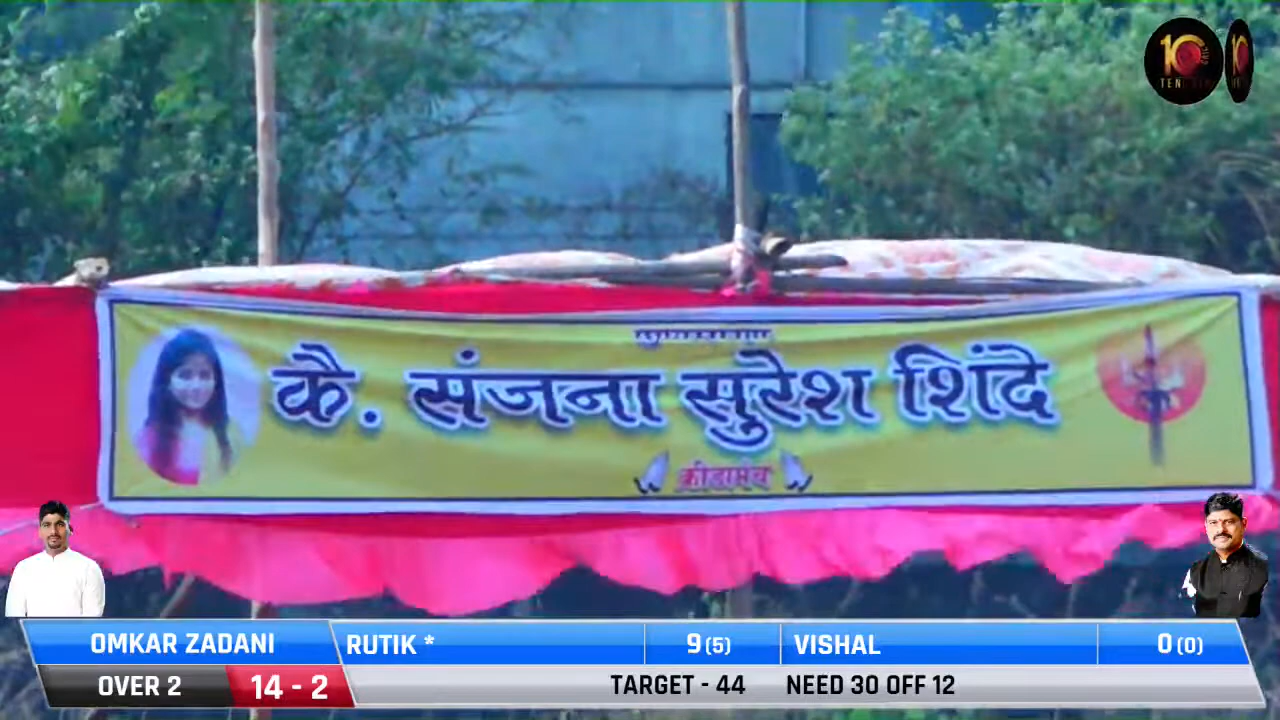 10
कै. संजना सुरेश शिंदे
क्रीडामंच
OMKAR ZADANI RUTIK * 9 (5) VISHAL 0 (0)
OVER 2 14 - 2 TARGET - 44 NEED 30 OFF 12